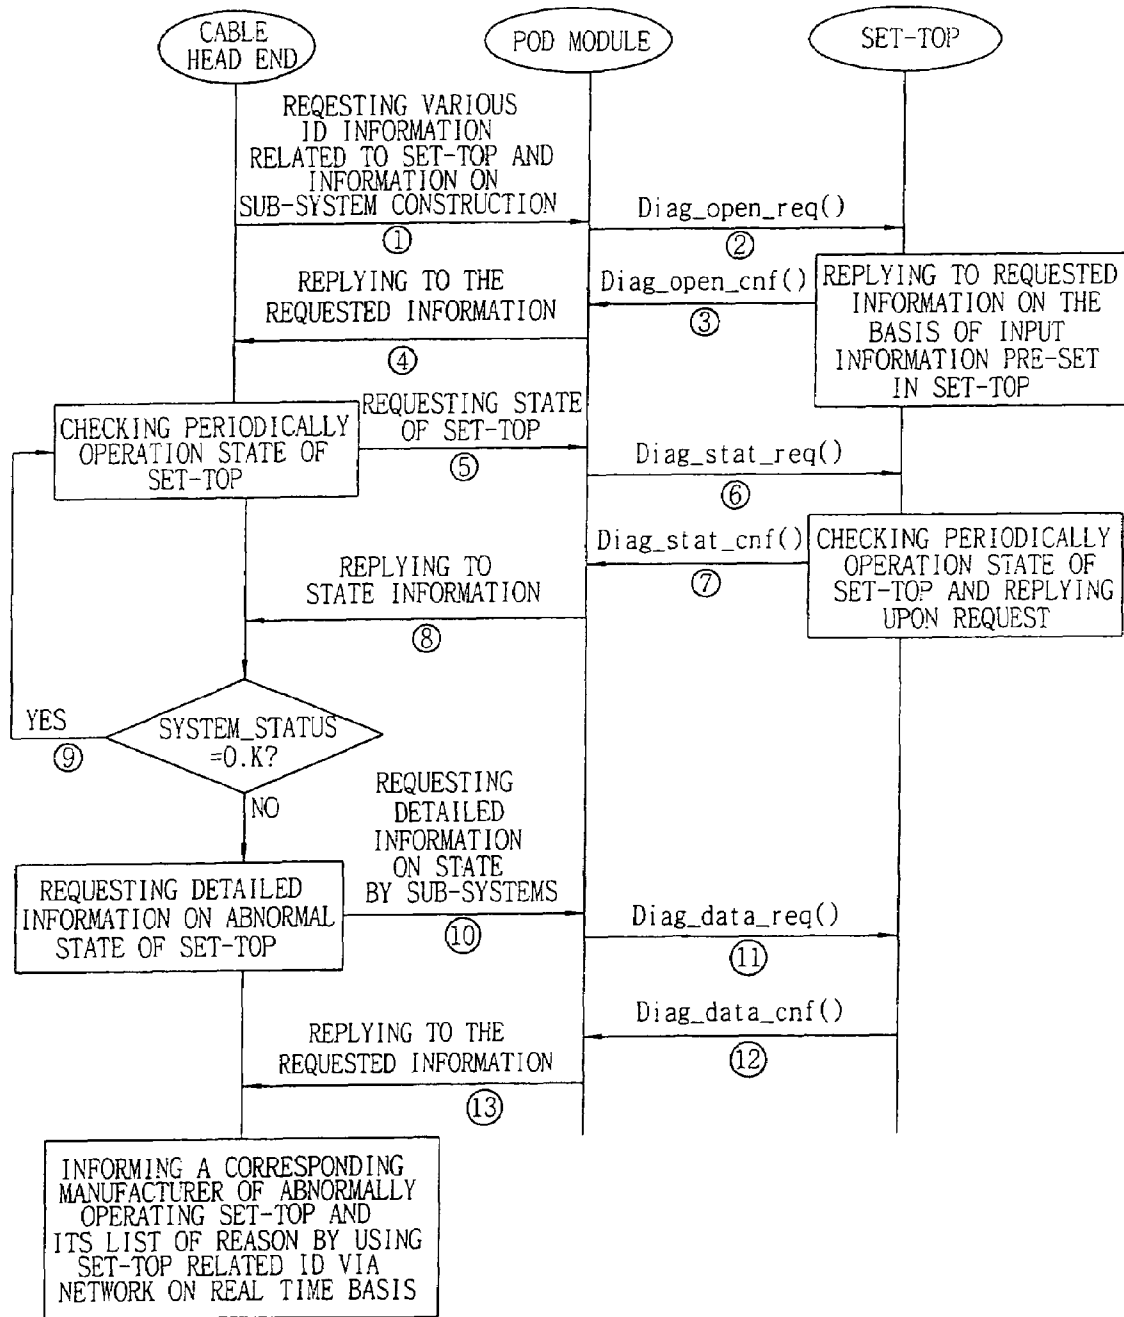 CABLE
HEAD END
POD MODULE
SET-TOP
REQESTING VARIOUS
ID INFORMATION
RELATED TO SET-TOP AND
INFORMATION ON
SUB-SYSTEM CONSTRUCTION
①
Diag_open_req()
②
REPLYING TO THE
REQUESTED INFORMATION
④
Diag_open_cnf()
③
REPLYING TO REQUESTED
INFORMATION ON THE
BASIS OF INPUT
INFORMATION PRE-SET
IN SET-TOP
CHECKING PERIODICALLY
OPERATION STATE OF
SET-TOP
REQUESTING STATE
OF SET-TOP
⑤
Diag_stat_req()
⑥
Diag_stat_cnf()
⑦
CHECKING PERIODICALLY
OPERATION STATE OF
SET-TOP AND REPLYING
UPON REQUEST
REPLYING TO
STATE INFORMATION
⑧
YES
⑨
SYSTEM_STATUS
=O.K?
NO
REQUESTING
DETAILED
INFORMATION
ON STATE
BY SUB-SYSTEMS
⑩
REQUESTING DETAILED
INFORMATION ON ABNORMAL
STATE OF SET-TOP
Diag_data_req()
⑪
Diag_data_cnf()
⑫
REPLYING TO THE
REQUESTED INFORMATION
⑬
INFORMING A CORRESPONDING
MANUFACTURER OF ABNORMALLY
OPERATING SET-TOP AND
ITS LIST OF REASON BY USING
SET-TOP RELATED ID VIA
NETWORK ON REAL TIME BASIS